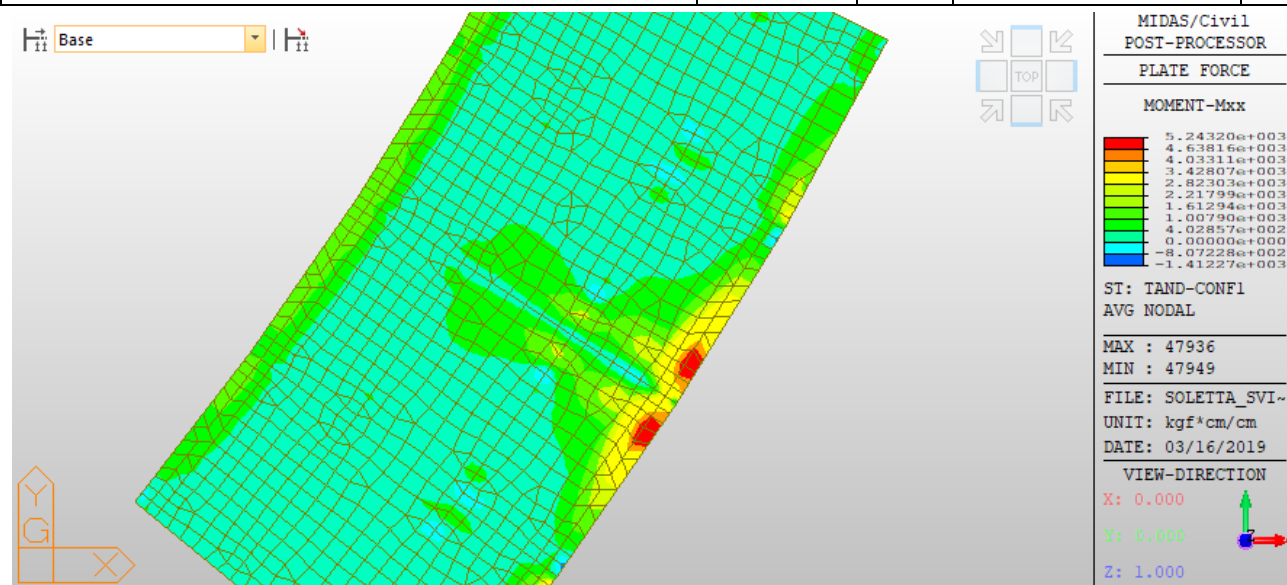 Base
TOP
Y
G
X
MIDAS/Civil
POST-PROCESSOR
PLATE FORCE
MOMENT-Mxx
5.24320e+003
4.63816e+003
4.03311e+003
3.42807e+003
2.82303e+003
2.21799e+003
1.61294e+003
1.00790e+003
4.02857e+002
0.00000e+000
-8.07228e+002
-1.41227e+003
ST: TAND-CONF1
AVG NODAL
MAX : 47936
MIN : 47949
FILE: SOLETTA_SVI~
UNIT: kgf*cm/cm
DATE: 03/16/2019
VIEW-DIRECTION
X: 0.000
Y: 0.000
Z: 1.000
Z